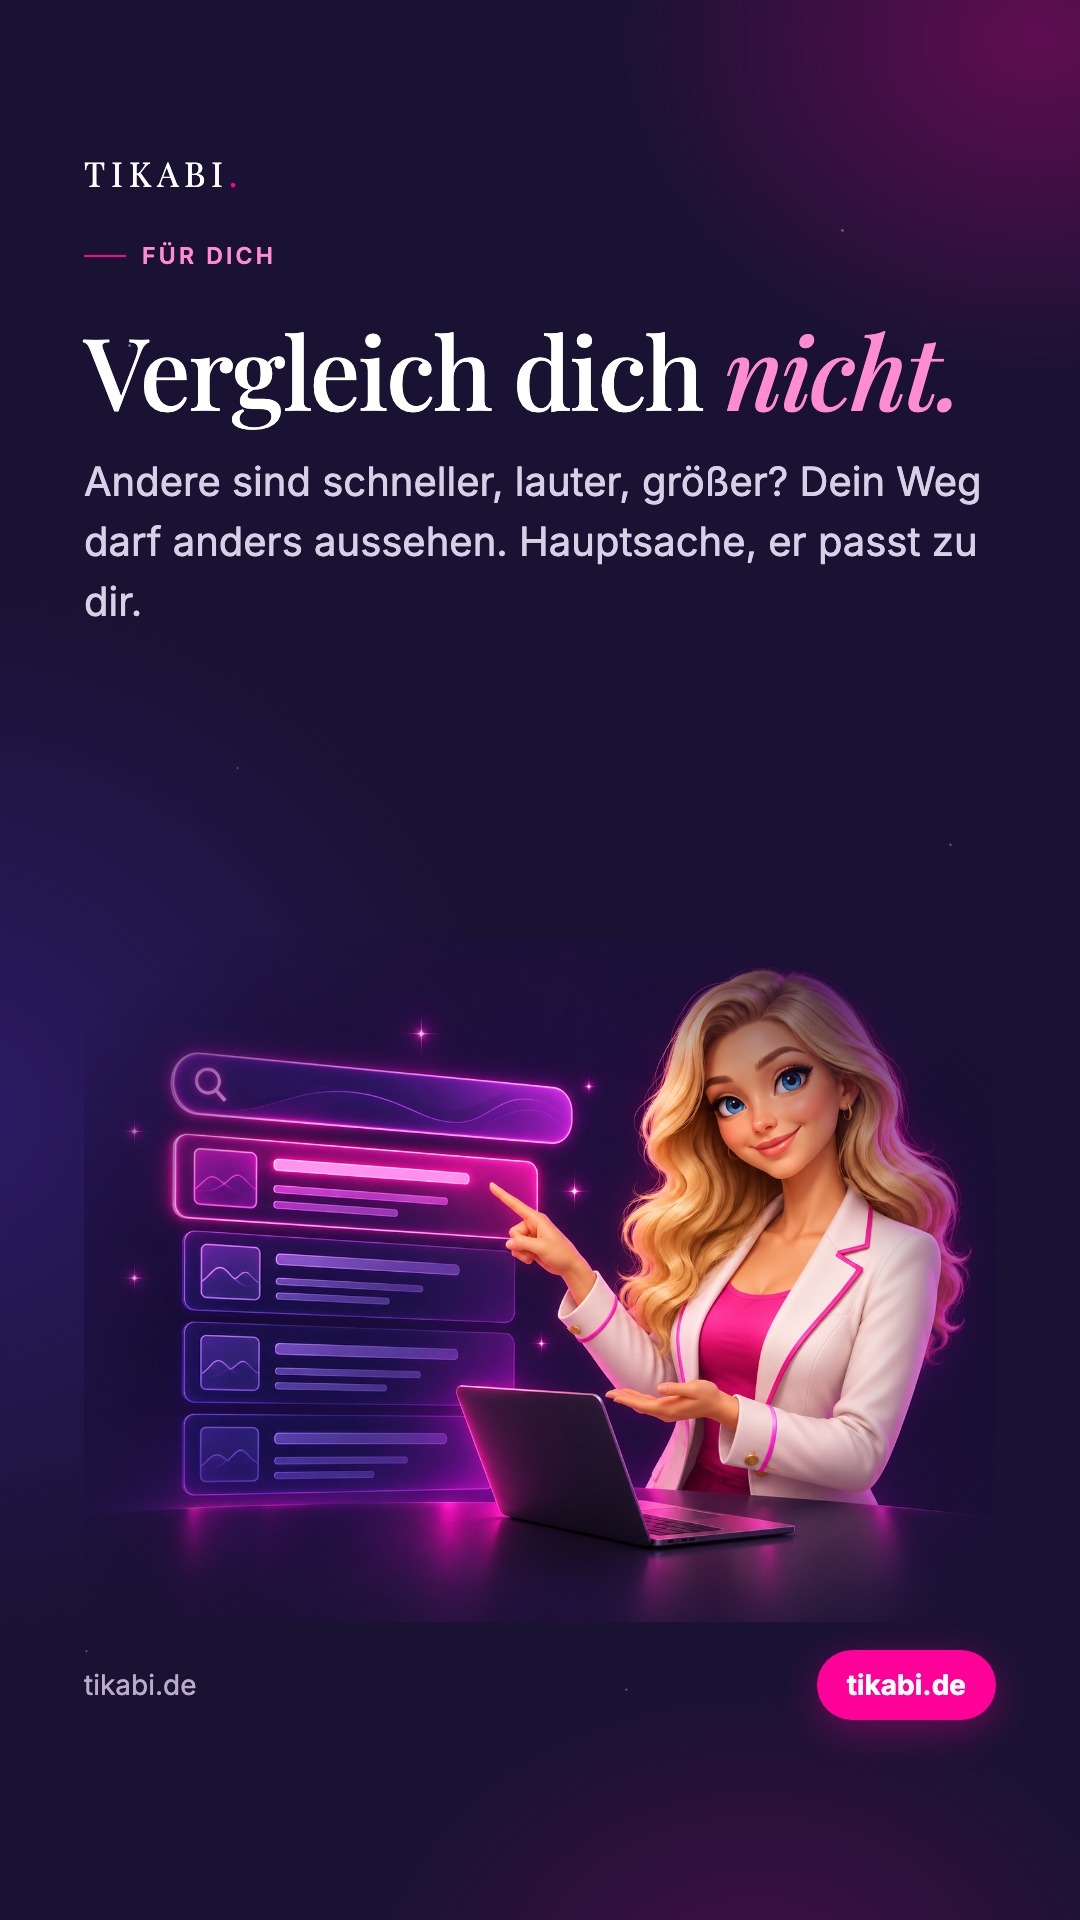 TIKABI.
FÜR DICH
Vergleich dich nicht.
Andere sind schneller, lauter, größer? Dein Weg
darf anders aussehen. Hauptsache, er passt zu
dir.
tikabi.de
tikabi.de